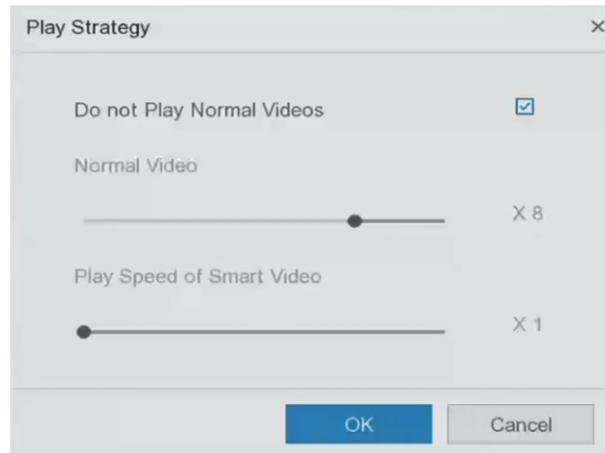 Play Strategy
Do not Play Normal Videos
Normal Video
X 8
Play Speed of Smart Video
X 1
OK
Cancel